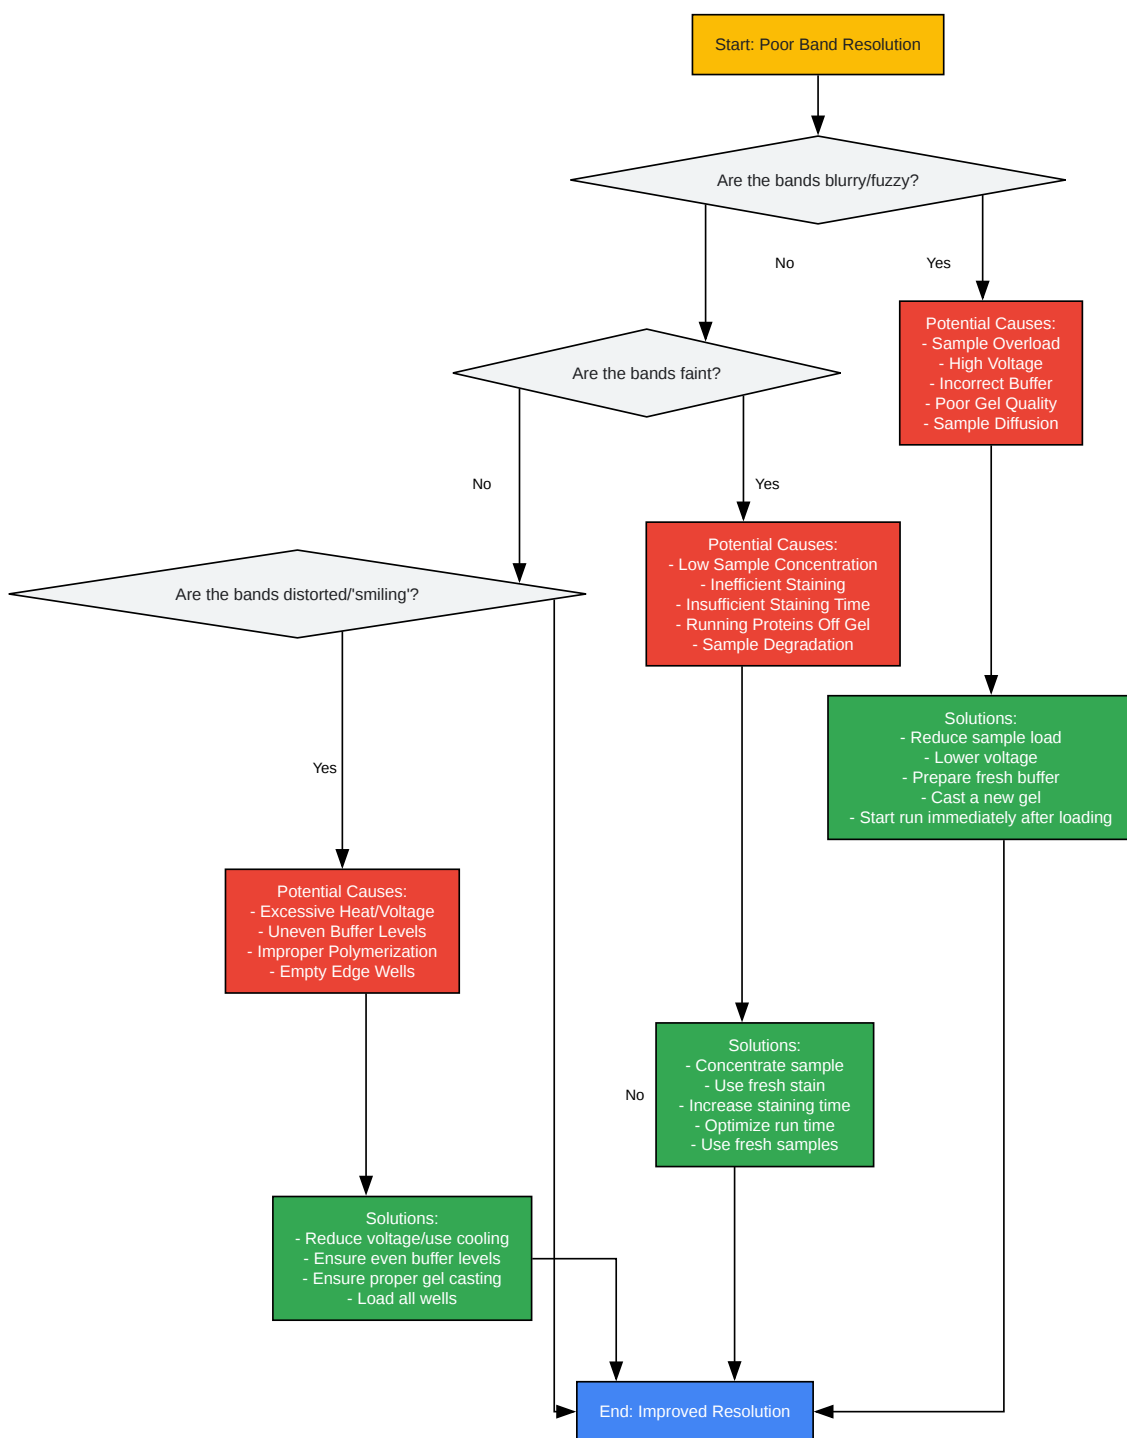 Start: Poor Band Resolution
Are the bands blurry/fuzzy?
No
Yes
Potential Causes:
- Sample Overload
- High Voltage
- Incorrect Buffer
- Poor Gel Quality
- Sample Diffusion
Are the bands faint?
No
Yes
Potential Causes:
- Low Sample Concentration
- Inefficient Staining
- Insufficient Staining Time
- Running Proteins Off Gel
- Sample Degradation
Are the bands distorted/'smiling'?
Solutions:
- Reduce sample load
- Lower voltage
- Prepare fresh buffer
- Cast a new gel
- Start run immediately after loading
Yes
Potential Causes:
- Excessive Heat/Voltage
- Uneven Buffer Levels
- Improper Polymerization
- Empty Edge Wells
Solutions:
- Concentrate sample
- Use fresh stain
- Increase staining time
- Optimize run time
- Use fresh samples
No
Solutions:
- Reduce voltage/use cooling
- Ensure even buffer levels
- Ensure proper gel casting
- Load all wells
End: Improved Resolution